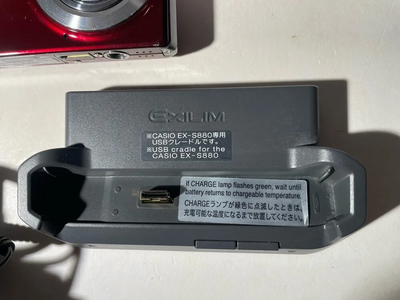 EXILIM
※CASIO EX-S880専用
USBクレードルです。
※USB cradle for the
CASIO EX-S880
If CHARGE lamp flashes green, wait until
battery returns to chargeable temperature.
CHARGEランプが緑色に点滅したときは、
充電可能な温度になるまで放置してください。